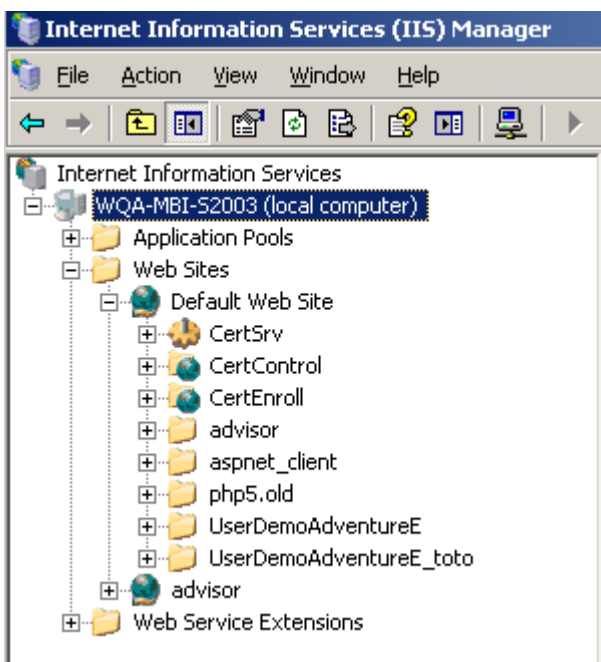 Internet Information Services (IIS) Manager
File Action View Window Help
Internet Information Services
WQA-MBI-S2003 (local computer)
Application Pools
Web Sites
Default Web Site
CertSrv
CertControl
CertEnroll
advisor
aspnet_client
php5.old
UserDemoAdventureE
UserDemoAdventureE_toto
advisor
Web Service Extensions